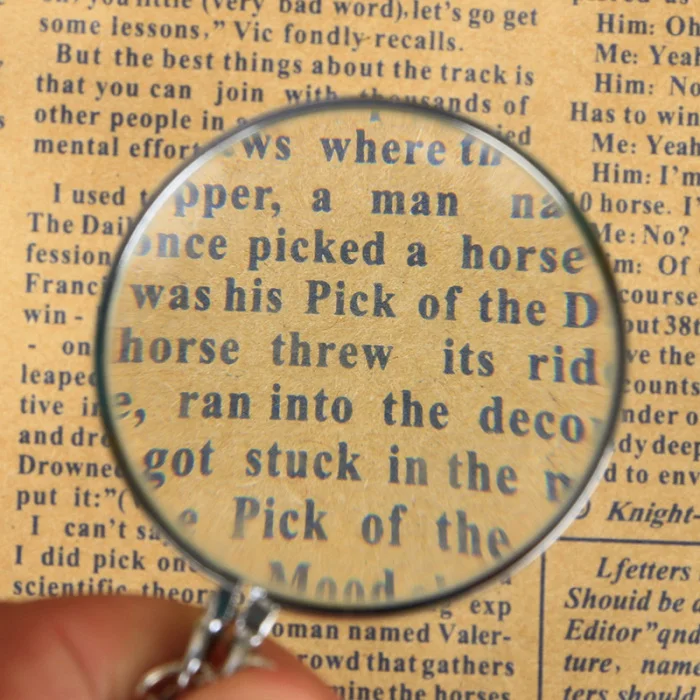 little (very bad word), let's go get
some lessons," Vic fondly-recalls.
But the best things about the track is
that you can join with thousands of
other people in
mental effort
I used
The Dail
fession
Franc
win -
- on
leape
tive in
and dr
Drowne
put it:"(
I can't sa
I did pick on
scientific theor
ws where th
pper, a man na
once picked a horse
was his Pick of the D
horse threw its rid
e, ran into the deco
got stuck in the
e Pick of the
Mood
g exp
oman named Valer-
rowd that gathers
mine the horses
Him: Oh
Me: Yeah
Him: No
Has to win
Me: Yeah
Him: I'm
0 horse. I'
Me: No?
m: Of
course
out 38t
ve the
counts
nder o
dy deep
d to env
Knight-
Lfetters
Shouid be a
Editor"qnd
ture, nam
ters should